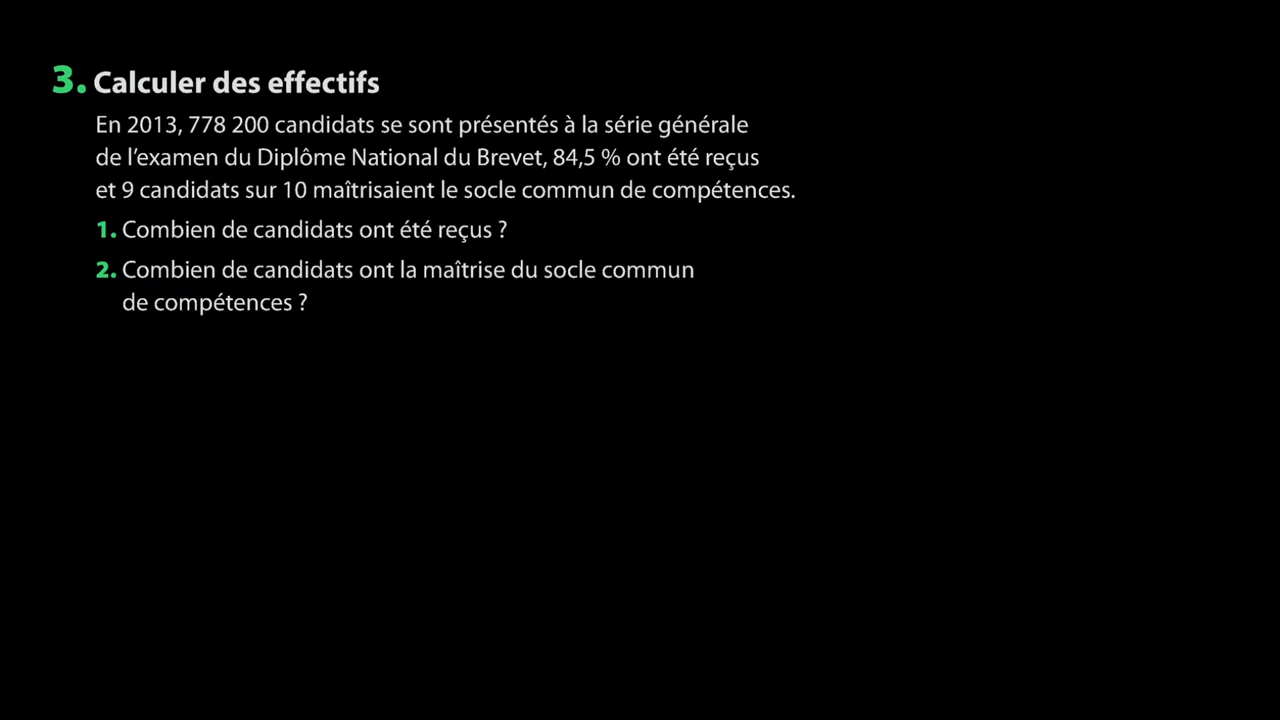 3. Calculer des effectifs
En 2013, 778 200 candidats se sont présentés à la série générale
de l’examen du Diplôme National du Brevet, 84,5 % ont été reçus
et 9 candidats sur 10 maîtrisaient le socle commun de compétences.
1. Combien de candidats ont été reçus ?
2. Combien de candidats ont la maîtrise du socle commun
de compétences ?